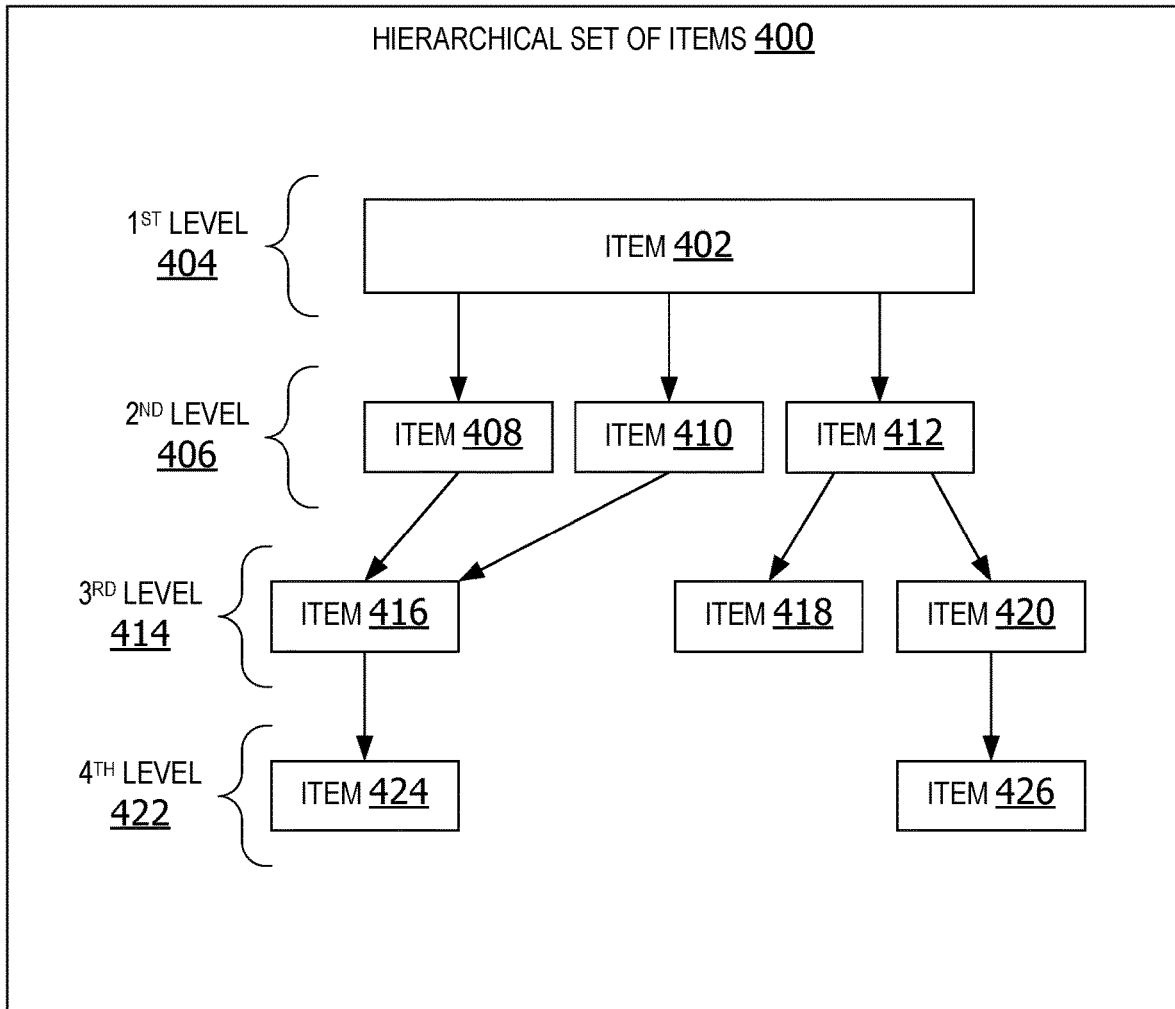 HIERARCHICAL SET OF ITEMS 400
1ST LEVEL
404
ITEM 402
2ND LEVEL
406
ITEM 408
ITEM 410
ITEM 412
3RD LEVEL
414
ITEM 416
ITEM 418
ITEM 420
4TH LEVEL
422
ITEM 424
ITEM 426